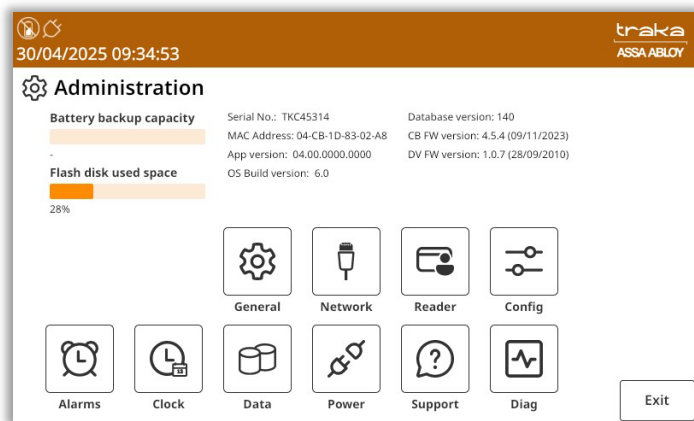 traka
ASSA ABLOY
30/04/2025 09:34:53
Administration
Battery backup capacity
-
Flash disk used space
28%
Serial No.: TKC45314
MAC Address: 04-CB-1D-83-02-A8
App version: 04.00.0000.0000
OS Build version: 6.0
Database version: 140
CB FW version: 4.5.4 (09/11/2023)
DV FW version: 1.0.7 (28/09/2010)
General
Network
Reader
Config
Alarms
Clock
Data
Power
Support
Diag
Exit